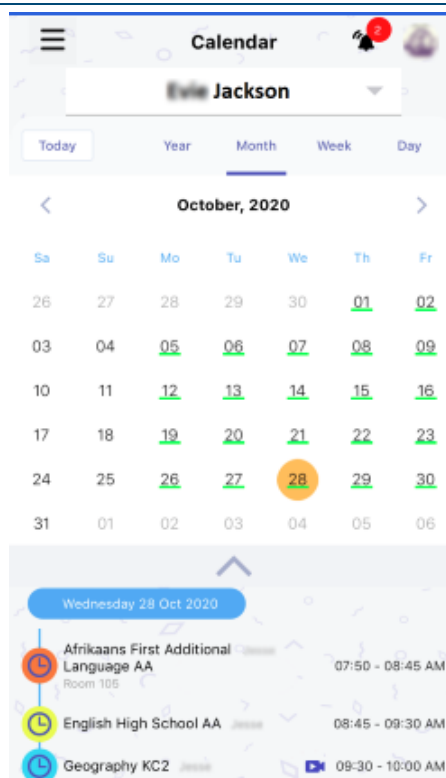 2
Calendar
Jackson
Today Year Month Week Day
October, 2020
Sa Su Mo Tu We Th Fr
26 27 28 29 30 01 02
03 04 05 06 07 08 09
10 11 12 13 14 15 16
17 18 19 20 21 22 23
24 25 26 27 28 29 30
31 01 02 03 04 05 06
Wednesday 28 Oct 2020
Afrikaans First Additional
Language AA 07:50 - 08:45 AM
Room 105
English High School AA 08:45 - 09:30 AM
Geography KC2 09:30 - 10:00 AM